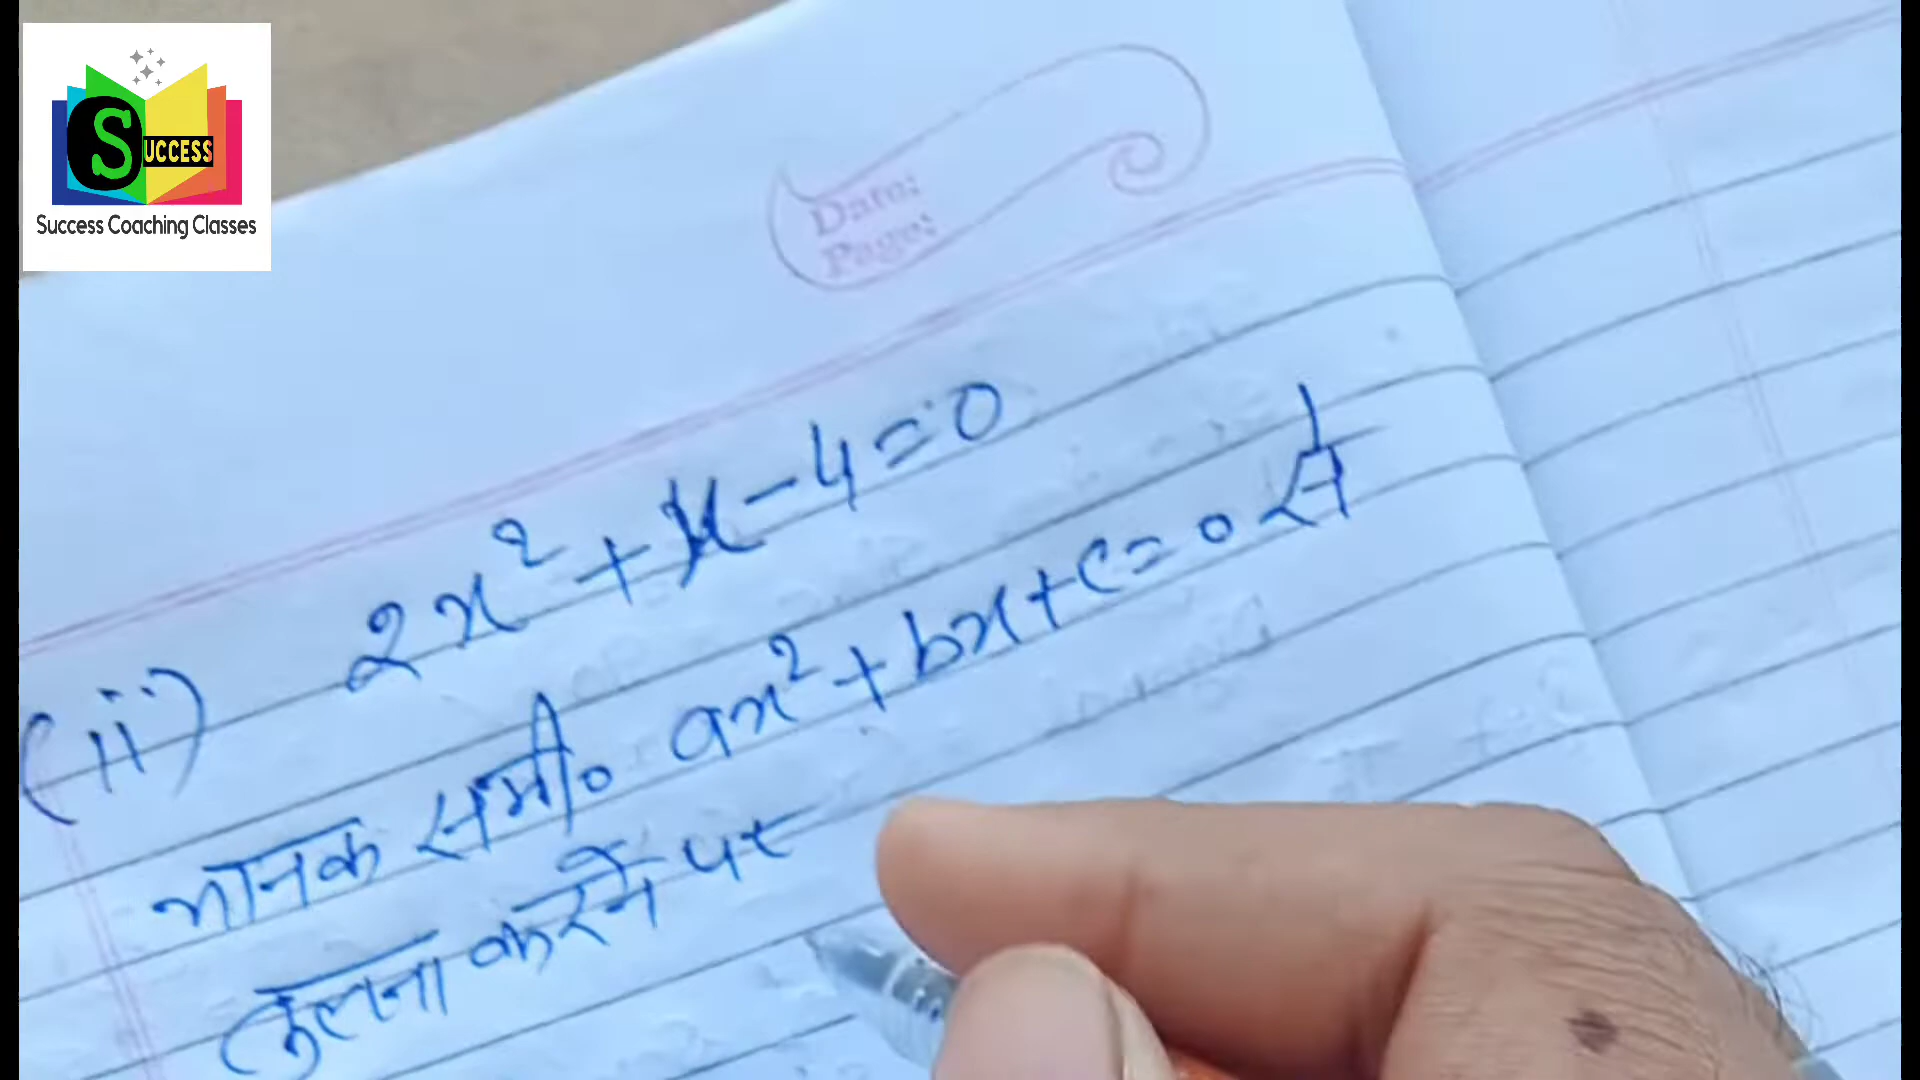 SUCCESS
Success Coaching Classes
Date:
Page:
(ii) 2x² + x - 4 = 0
मानक समी० ax² + bx + c = 0 से
तुलना करने पर